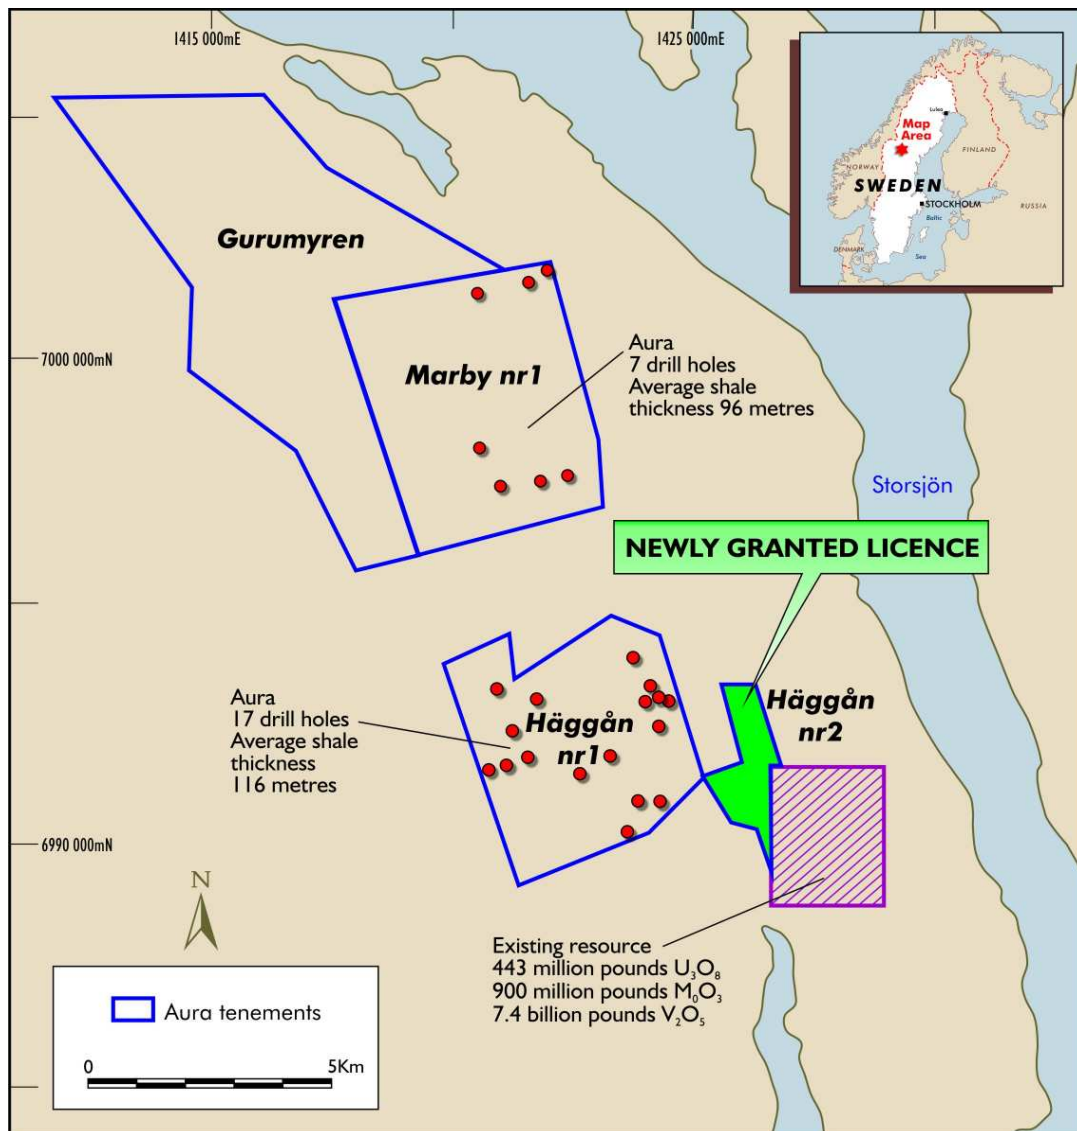 1415 000mE
1425 000mE
Luleå
Map
Area
NORWAY
FINLAND
SWEDEN
STOCKHOLM
Baltic
RUSSIA
DENMARK
Sea
Gurumyren
7000 000mN
Marby nr1
Aura
7 drill holes
Average shale
thickness 96 metres
Storsjön
NEWLY GRANTED LICENCE
Aura
17 drill holes
Average shale
thickness
116 metres
Häggån
nr1
Häggån
nr2
6990 000mN
N
Existing resource
443 million pounds U₃O₈
900 million pounds M₀O₃
7.4 billion pounds V₂O₅
Aura tenements
0 5Km